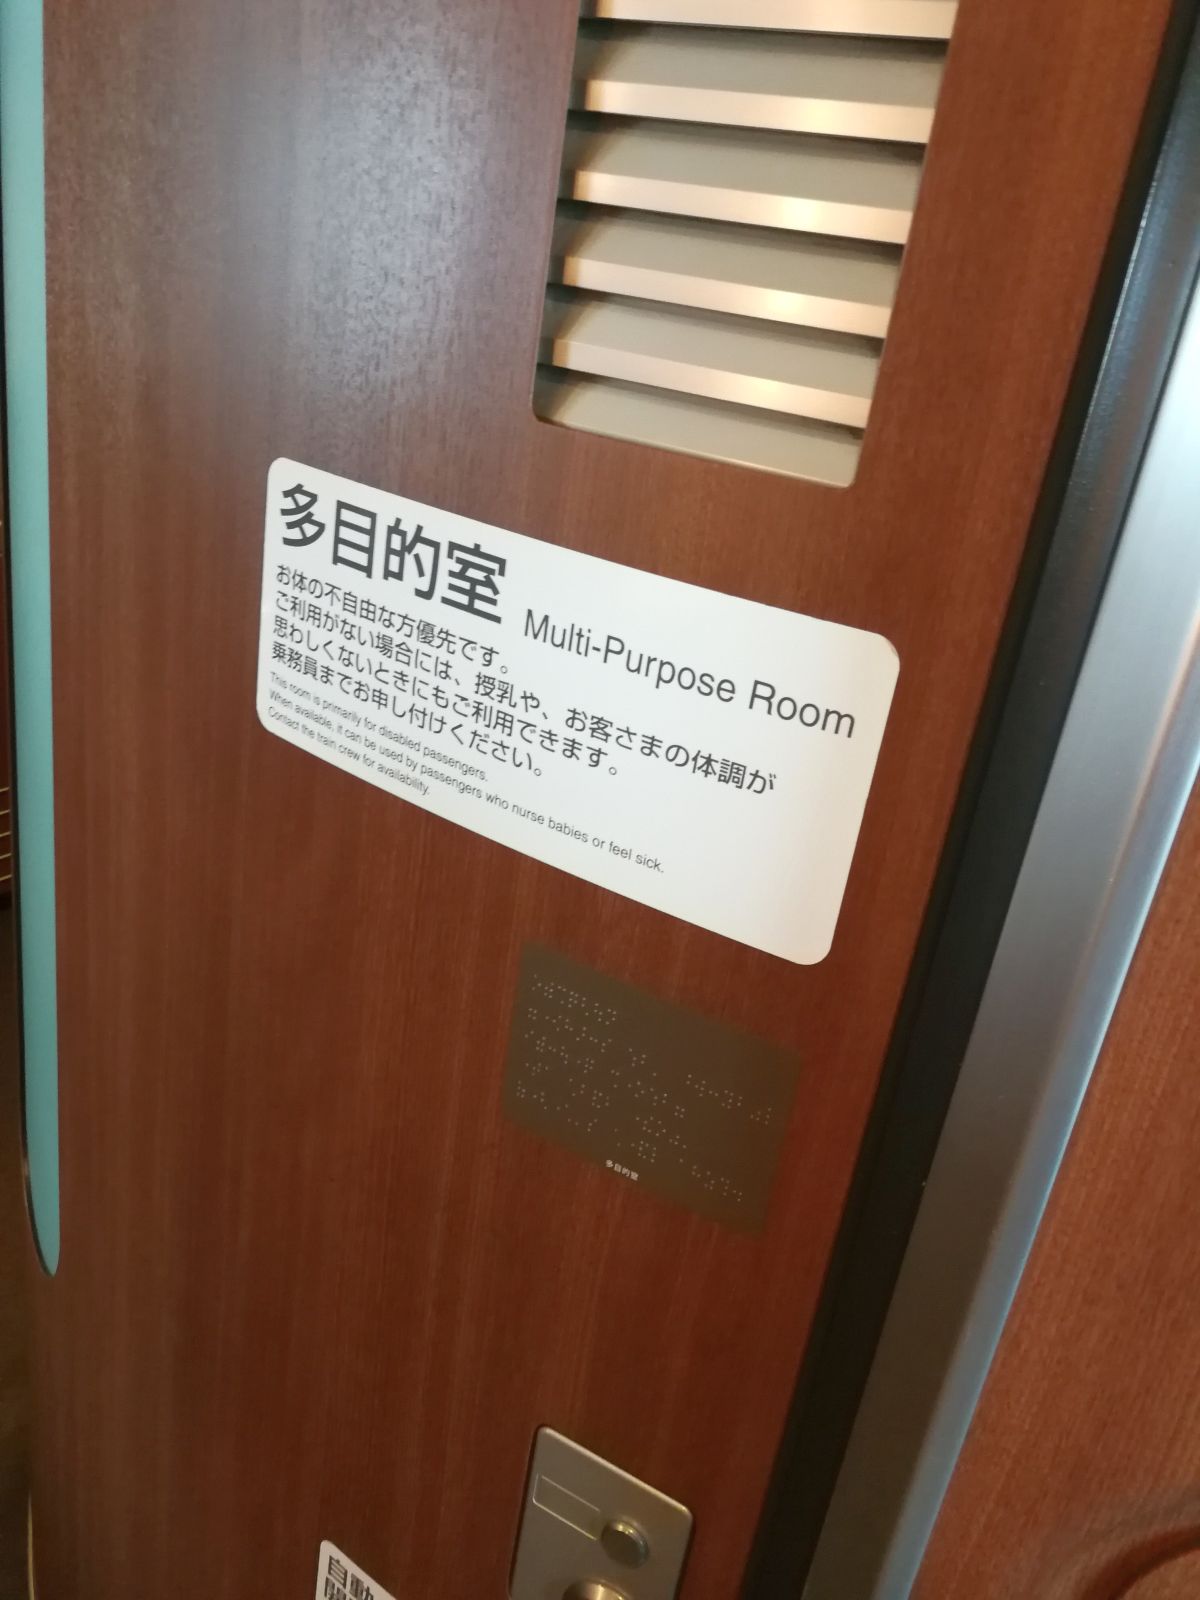 多目的室 Multi-Purpose Room
お体の不自由な方優先です。
ご利用がない場合には、授乳や、お客さまの体調が
思わしくないときにもご利用できます。
乗務員までお申し付けください。
This room is primarily for disabled passengers.
When available, it can be used by passengers who nurse babies or feel sick.
Contact the train crew for availability.
多目的室
自動